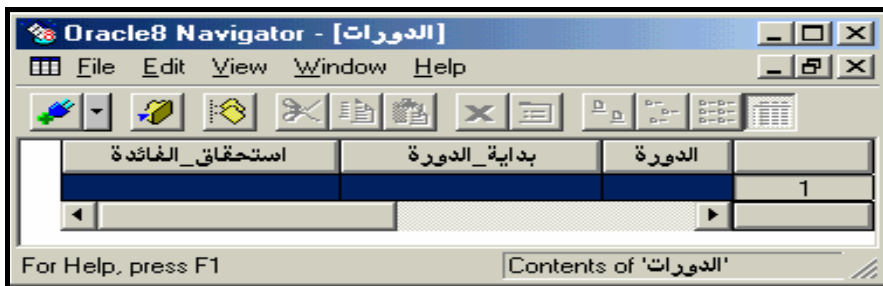 Oracle8 Navigator - [الدورات]
File Edit View Window Help
الدورة بداية_الدورة استحقاق_الفائدة
1
For Help, press F1 Contents of 'الدورات'